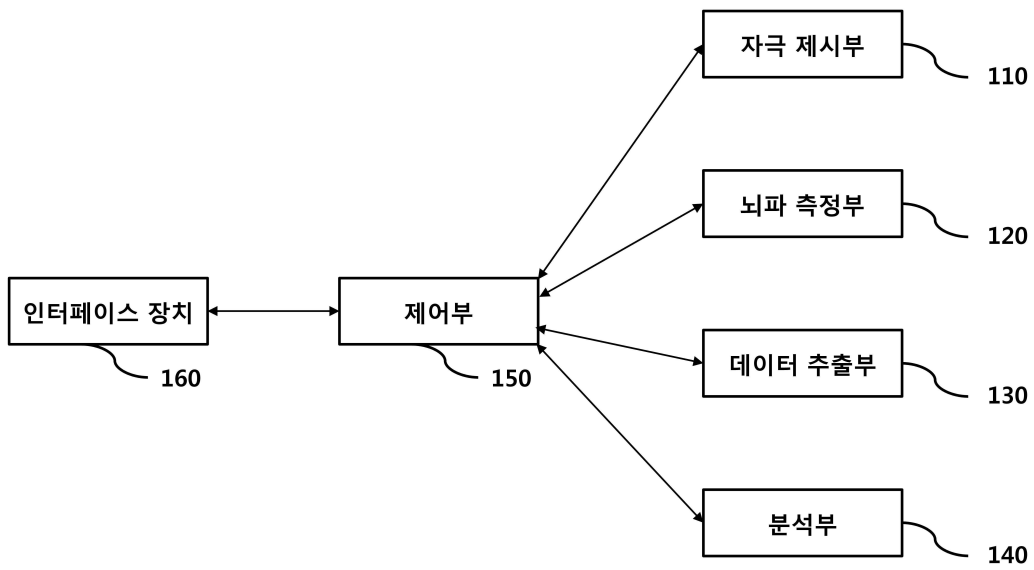 자극 제시부
110
뇌파 측정부
120
인터페이스 장치
160
제어부
150
데이터 추출부
130
분석부
140